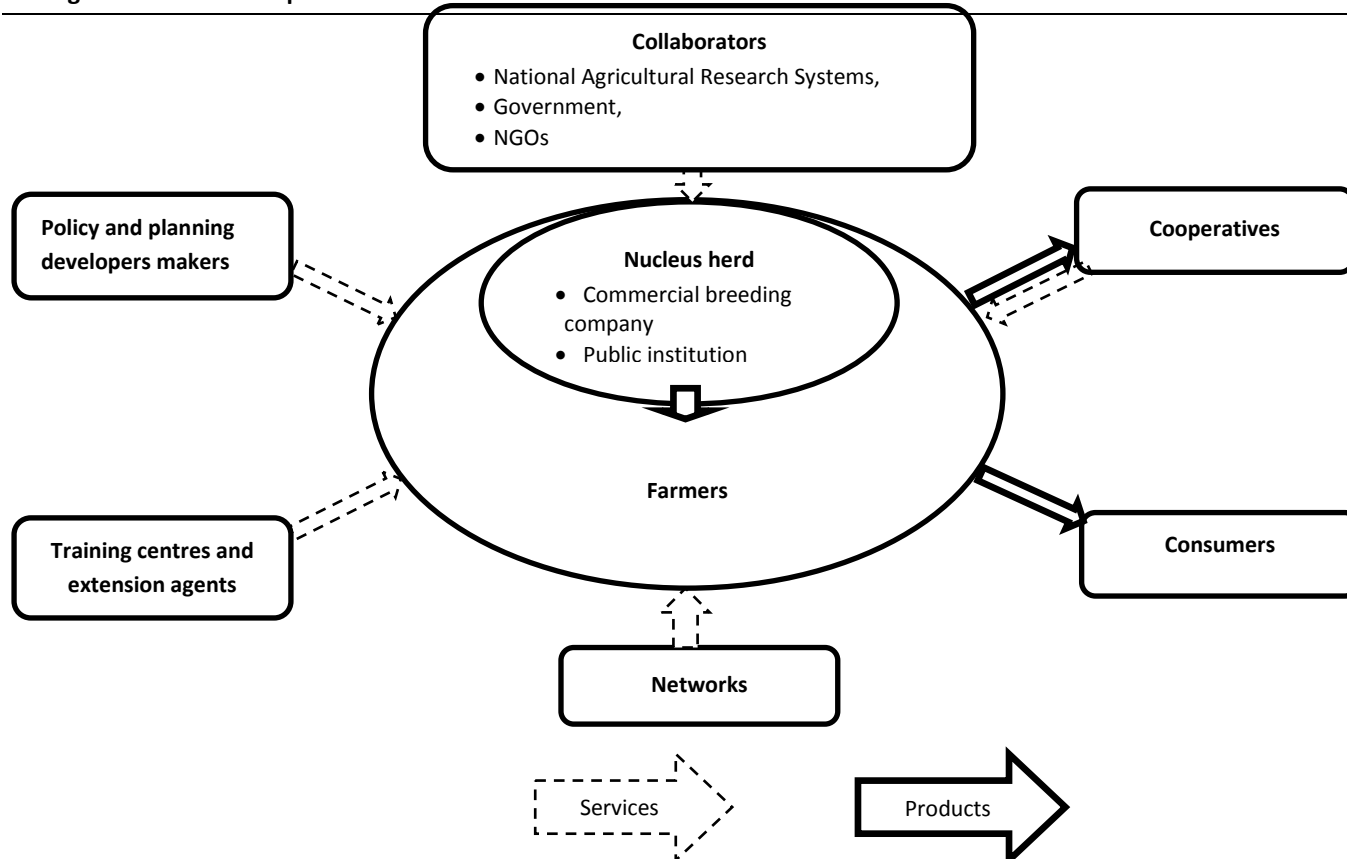 Collaborators
• National Agricultural Research Systems,
• Government,
• NGOs
Policy and planning
developers makers
Cooperatives
Nucleus herd
• Commercial breeding
company
• Public institution
Farmers
Training centres and
extension agents
Consumers
Networks
Services
Products